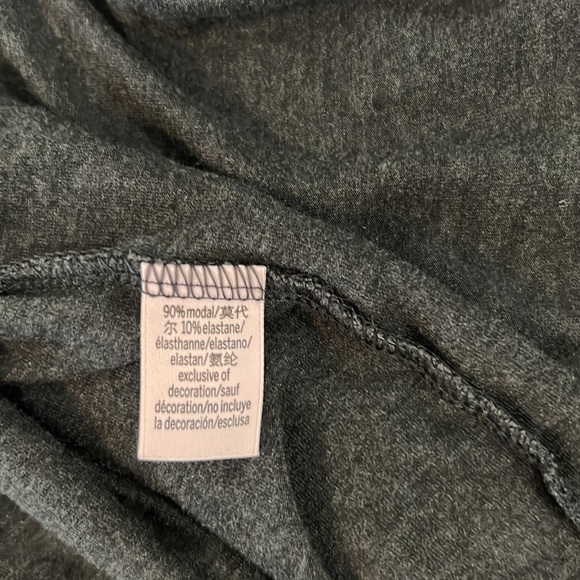 90% modal/莫代
尔 10% elastane/
élasthanne/elastano/
elastan/氨纶
exclusive of
decoration/sauf
décoration/no incluye
la decoración/esclusa